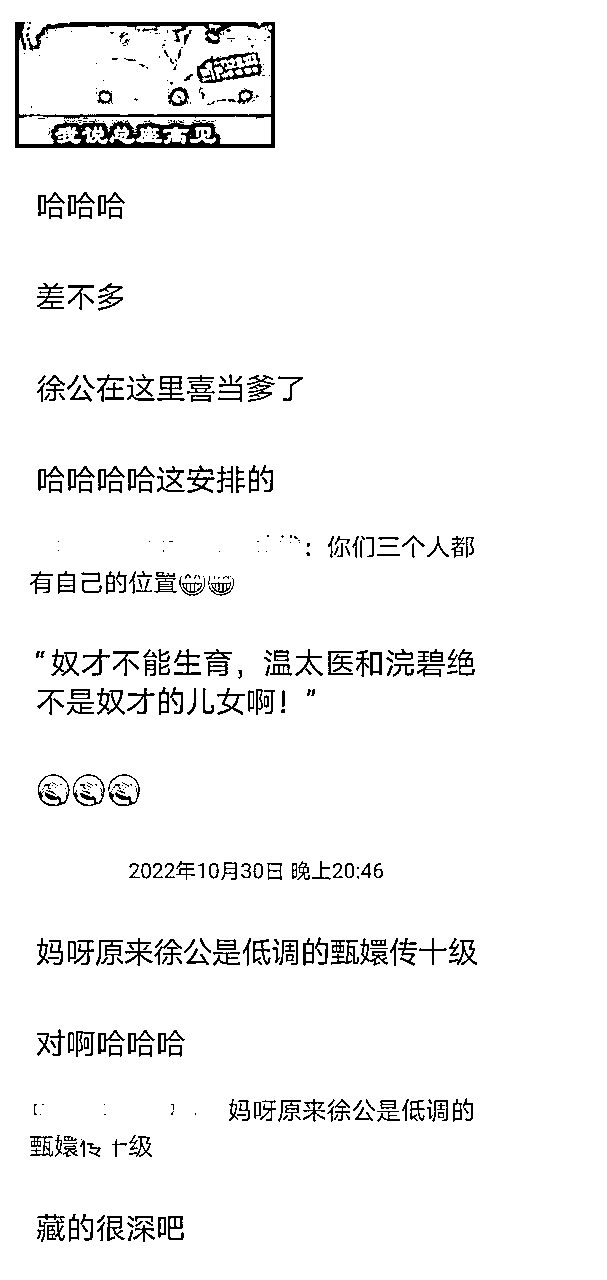 我说总座高见
哈哈哈
差不多
徐公在这里喜当爹了
哈哈哈哈这安排的
：你们三个人都
有自己的位置😁😁
“奴才不能生育，温太医和浣碧绝
不是奴才的儿女啊！”
2022年10月30日 晚上20:46
妈呀原来徐公是低调的甄嬛传十级
对啊哈哈哈
妈呀原来徐公是低调的
甄嬛传十级
藏的很深吧